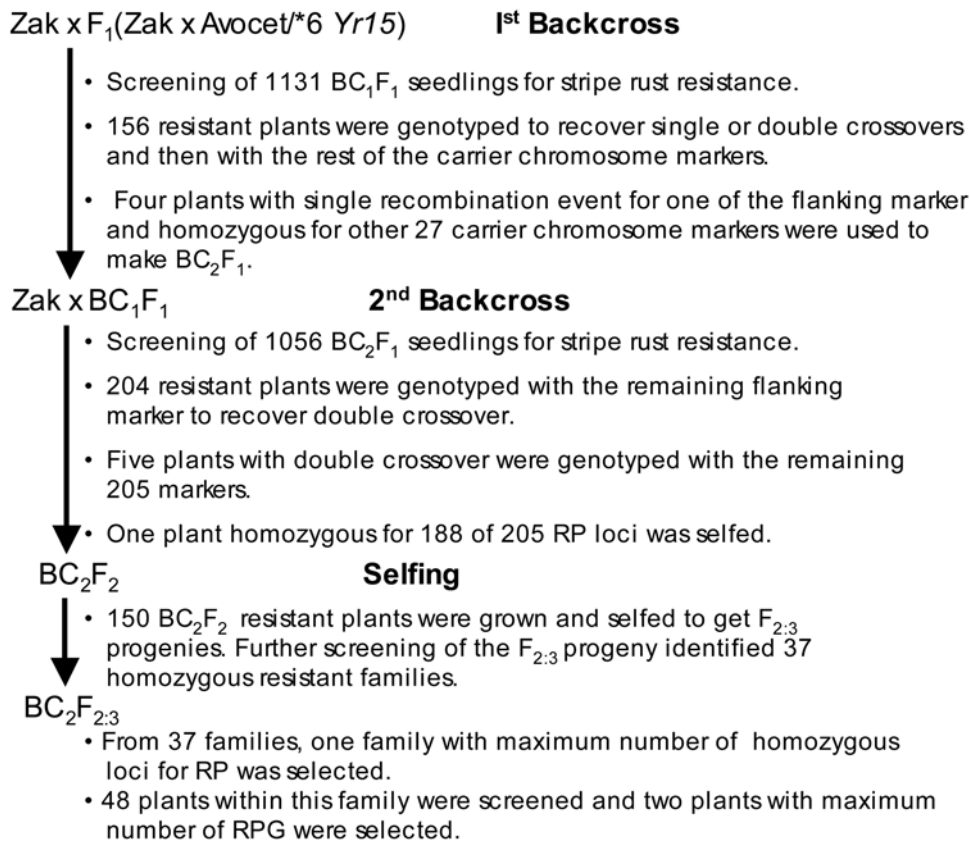 Zak x F₁(Zak x Avocet/*6 Yr15) Iˢᵗ Backcross
• Screening of 1131 BC₁F₁ seedlings for stripe rust resistance.
• 156 resistant plants were genotyped to recover single or double crossovers
and then with the rest of the carrier chromosome markers.
• Four plants with single recombination event for one of the flanking marker
and homozygous for other 27 carrier chromosome markers were used to
make BC₂F₁.
Zak x BC₁F₁ 2ⁿᵈ Backcross
• Screening of 1056 BC₂F₁ seedlings for stripe rust resistance.
• 204 resistant plants were genotyped with the remaining flanking
marker to recover double crossover.
• Five plants with double crossover were genotyped with the remaining
205 markers.
• One plant homozygous for 188 of 205 RP loci was selfed.
BC₂F₂ Selfing
• 150 BC₂F₂ resistant plants were grown and selfed to get F₂:₃
progenies. Further screening of the F₂:₃ progeny identified 37
homozygous resistant families.
BC₂F₂:₃
• From 37 families, one family with maximum number of homozygous
loci for RP was selected.
• 48 plants within this family were screened and two plants with maximum
number of RPG were selected.